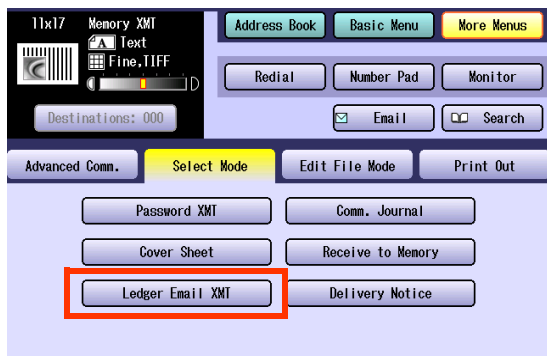 11x17 Memory XMT
A Text
Fine,TIFF
D
Destinations: 000
Address Book Basic Menu More Menus
Redial Number Pad Monitor
Email Search
Advanced Comm. Select Mode Edit File Mode Print Out
Password XMT Comm. Journal
Cover Sheet Receive to Memory
Ledger Email XMT Delivery Notice